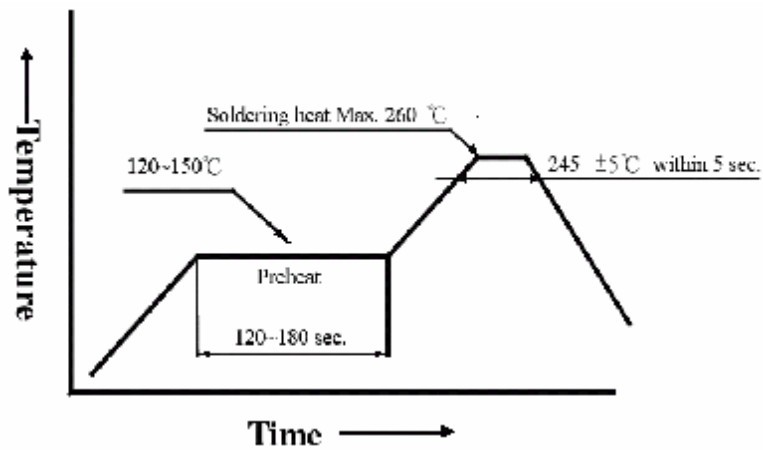 Soldering heat Max. 260 ℃
120~150℃
245 ±5℃ within 5 sec.
Preheat
120~180 sec.
Temperature
Time